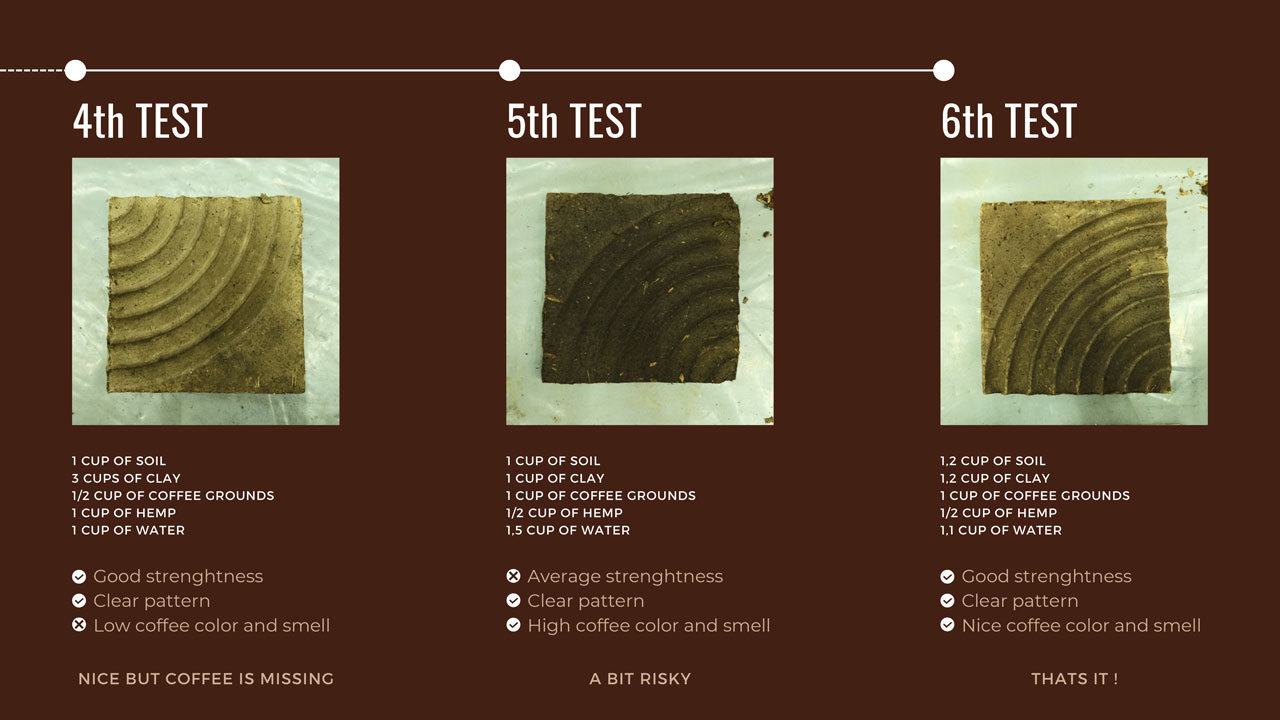 4th TEST
1 CUP OF SOIL
3 CUPS OF CLAY
1/2 CUP OF COFFEE GROUNDS
1 CUP OF HEMP
1 CUP OF WATER
Good strenghtness
Clear pattern
Low coffee color and smell
NICE BUT COFFEE IS MISSING
5th TEST
1 CUP OF SOIL
1 CUP OF CLAY
1 CUP OF COFFEE GROUNDS
1/2 CUP OF HEMP
1,5 CUP OF WATER
Average strenghtness
Clear pattern
High coffee color and smell
A BIT RISKY
6th TEST
1,2 CUP OF SOIL
1,2 CUP OF CLAY
1 CUP OF COFFEE GROUNDS
1/2 CUP OF HEMP
1,1 CUP OF WATER
Good strenghtness
Clear pattern
Nice coffee color and smell
THATS IT !